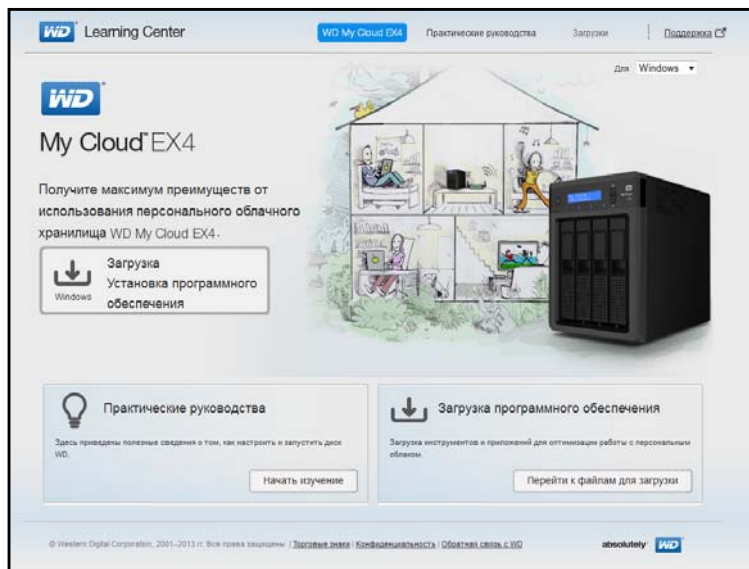 WD Learning Center
WD My Cloud EX4
Практические руководства
Загрузки
Поддержка
Для Windows
WD
My Cloud™ EX4
Получите максимум преимуществ от
использования персонального облачного
хранилища WD My Cloud EX4.
Windows
Загрузка
Установка программного
обеспечения
Практические руководства
Здесь приведены полезные сведения о том, как настроить и запустить диск
WD.
Начать изучение
Загрузка программного обеспечения
Загрузка инструментов и приложений для оптимизации работы с персональным
облаком.
Перейти к файлам для загрузки
© Western Digital Corporation, 2001–2013 гг. Все права защищены. | Торговые знаки | Конфиденциальность | Обратная связь с WD
absolutely WD